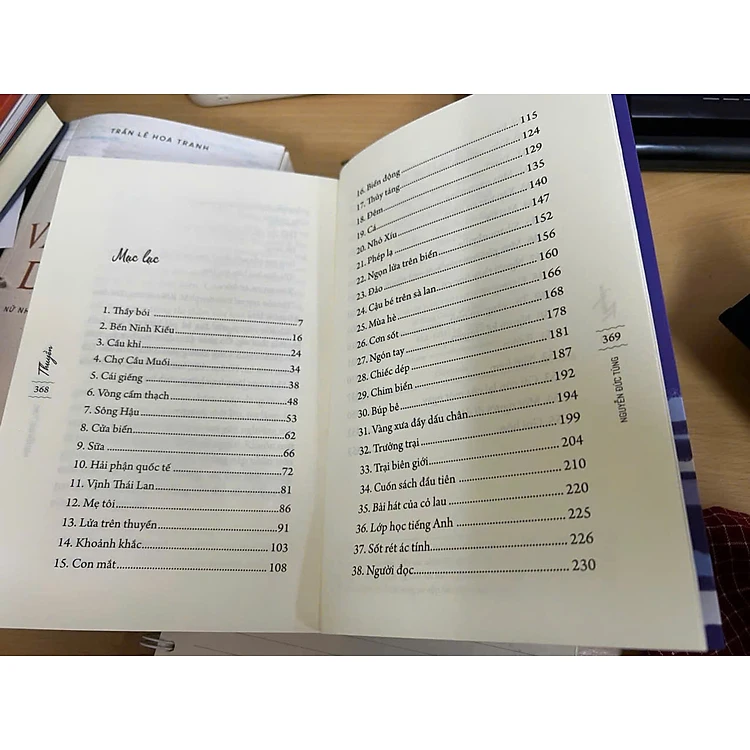 TRẦN LÊ HOA TRANH
Mục lục
1. Thầy bói 7
2. Bến Ninh Kiều 16
3. Cầu khỉ 24
4. Chợ Cầu Muối 34
5. Cái giếng 38
6. Vòng cẩm thạch 47
7. Sông Hậu 53
8. Cửa biển 62
9. Sữa 66
10. Hải phận quốc tế 72
11. Vịnh Thái Lan 81
12. Mẹ tôi 86
13. Lửa trên thuyền 91
14. Khoảnh khắc 103
15. Con mắt 108
Thuyền
368
16. Biển động 115
17. Thủy táng 124
18. Đêm 129
19. Cá 135
20. Nhỏ Xíu 140
21. Phép lạ 147
22. Ngọn lửa trên biển 152
23. Đảo 156
24. Cậu bé trên sà lan 160
25. Mùa hè 166
26. Cơn sốt 168
27. Ngón tay 178
28. Chiếc dép 181
29. Chim biển 187
30. Búp bê 192
31. Vàng xưa đầy dấu chân 194
32. Trường trại 199
33. Trại biên giới 204
34. Cuốn sách đầu tiên 210
35. Bài hát của cỏ lau 220
36. Lớp học tiếng Anh 225
37. Sốt rét ác tính 226
38. Người đọc 230
369
NGUYỄN ĐỨC TÙNG